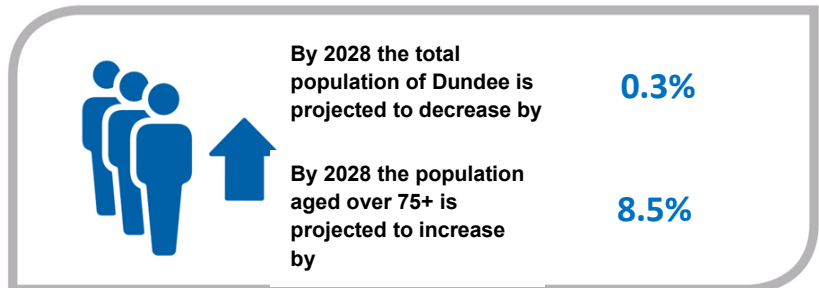 By 2028 the total
population of Dundee is
projected to decrease by
0.3%
By 2028 the population
aged over 75+ is
projected to increase
by
8.5%